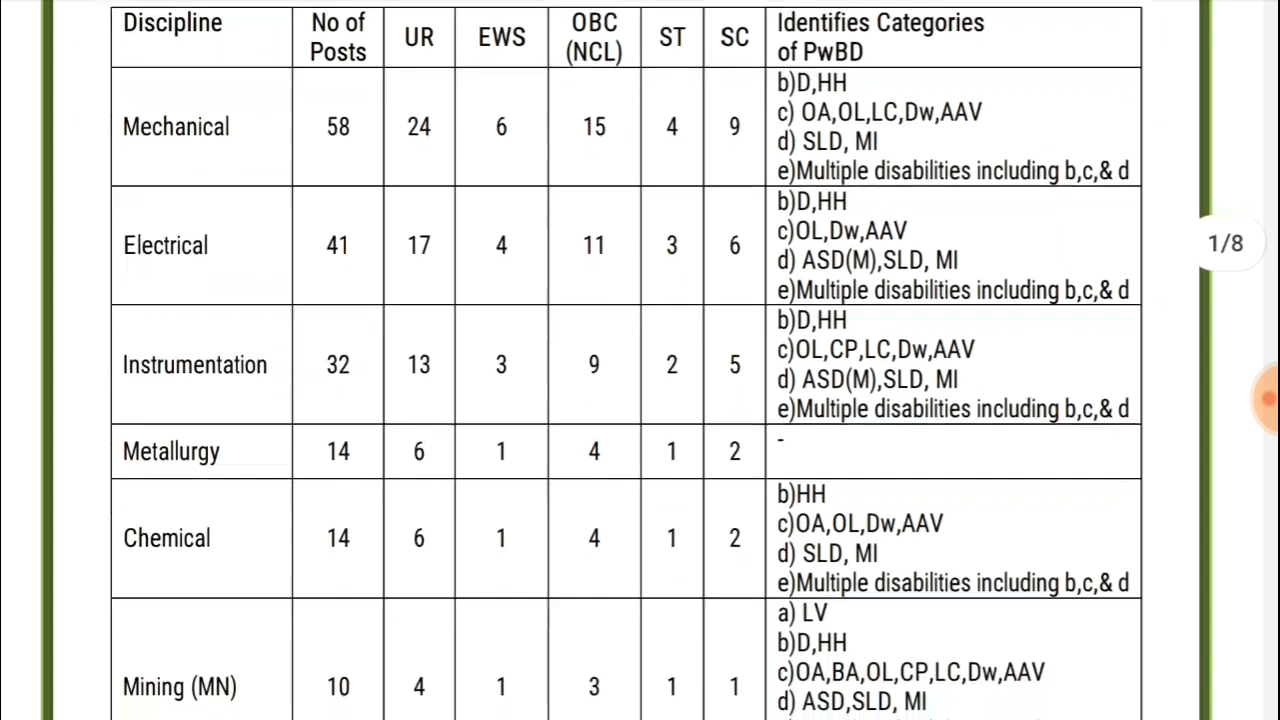 Discipline No of Posts UR EWS OBC (NCL) ST SC Identifies Categories of PwBD
Mechanical 58 24 6 15 4 9 b)D,HH
c) OA,OL,LC,Dw,AAV
d) SLD, MI
e)Multiple disabilities including b,c,& d
Electrical 41 17 4 11 3 6 b)D,HH
c)OL,Dw,AAV
d) ASD(M),SLD, MI
e)Multiple disabilities including b,c,& d
Instrumentation 32 13 3 9 2 5 b)D,HH
c)OL,CP,LC,Dw,AAV
d) ASD(M),SLD, MI
e)Multiple disabilities including b,c,& d
Metallurgy 14 6 1 4 1 2 -
Chemical 14 6 1 4 1 2 b)HH
c)OA,OL,Dw,AAV
d) SLD, MI
e)Multiple disabilities including b,c,& d
Mining (MN) 10 4 1 3 1 1 a) LV
b)D,HH
c)OA,BA,OL,CP,LC,Dw,AAV
d) ASD,SLD, MI
1/8